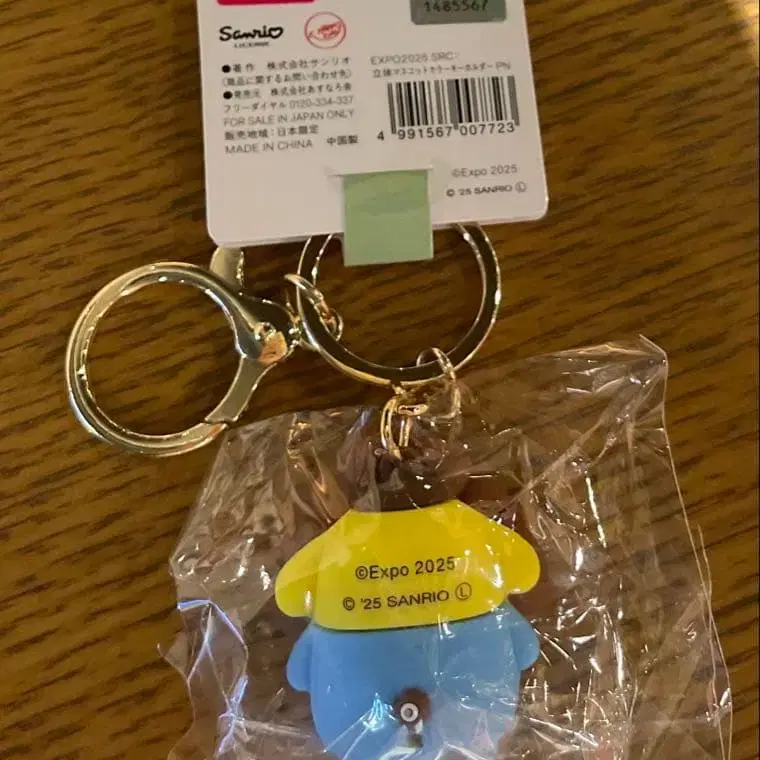 1485567
Sanrio
LICENSE
●著作 株式会社サンリオ
(商品に関するお問い合わせ先)
●発売元 株式会社あすなろ舎
フリーダイヤル 0120-334-337
FOR SALE IN JAPAN ONLY
販売地域:日本限定
MADE IN CHINA 中国製
EXPO2025 SRC:
立体マスコットカラーキーホルダー PN
4 991567 007723
©Expo 2025
© '25 SANRIO Ⓛ
©Expo 2025
© '25 SANRIO Ⓛ